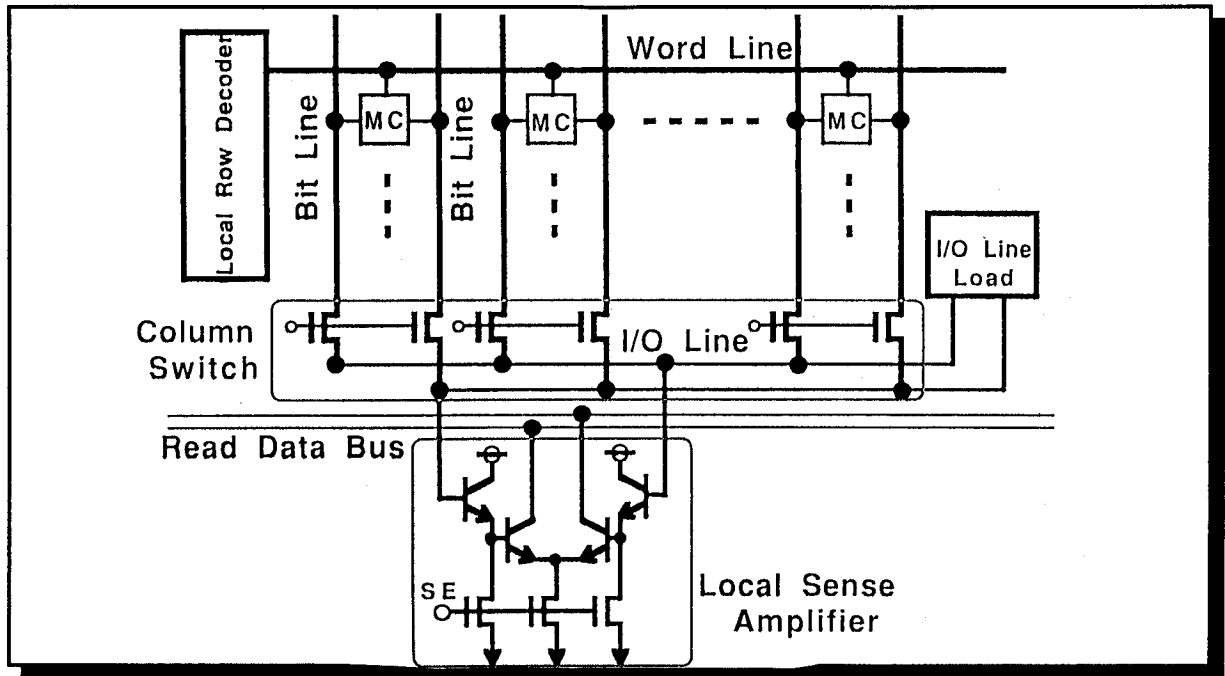 Word Line
Local Row Decoder
Bit Line
Bit Line
MC
MC
MC
I/O Line
Load
Column
Switch
I/O Line
Read Data Bus
SE
Local Sense
Amplifier